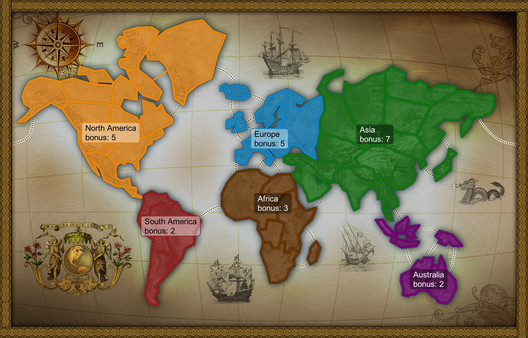 E
North America
bonus: 5
Europe
bonus: 5
Asia
bonus: 7
Africa
bonus: 3
South America
bonus: 2
Australia
bonus: 2